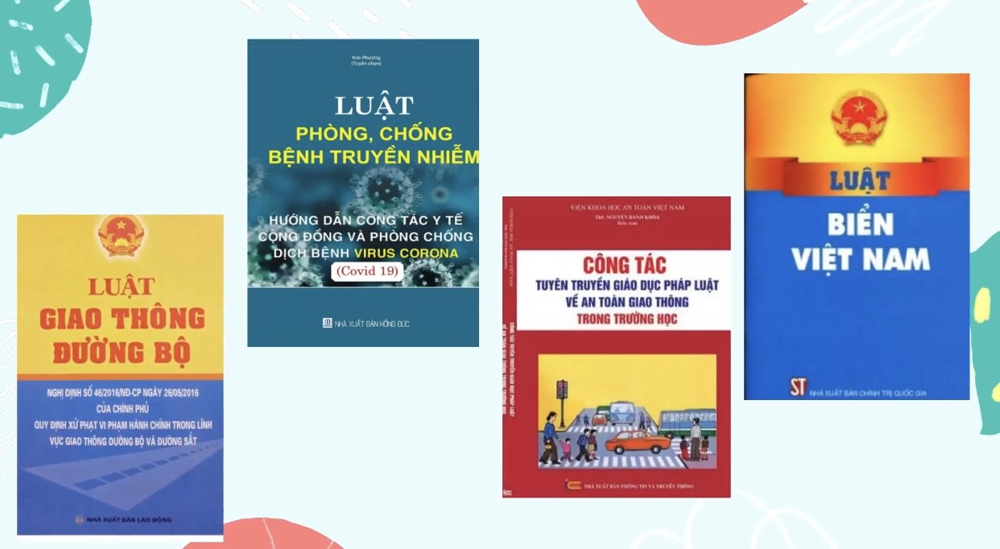 LUẬT
GIAO THÔNG
ĐƯỜNG BỘ
NGHỊ ĐỊNH SỐ 46/2016/NĐ-CP NGÀY 26/05/2016
CỦA CHÍNH PHỦ
QUY ĐỊNH XỬ PHẠT VI PHẠM HÀNH CHÍNH TRONG LĨNH
VỰC GIAO THÔNG ĐƯỜNG BỘ VÀ ĐƯỜNG SẮT
NHÀ XUẤT BẢN LAO ĐỘNG
Kim Phượng
(Tuyển chọn)
LUẬT
PHÒNG, CHỐNG
BỆNH TRUYỀN NHIỄM
HƯỚNG DẪN CÔNG TÁC Y TẾ
CỘNG ĐỒNG VÀ PHÒNG CHỐNG
DỊCH BỆNH VIRUS CORONA
(Covid 19)
NHÀ XUẤT BẢN HỒNG ĐỨC
VIỆN KHOA HỌC AN TOÀN VIỆT NAM
ThS. NGUYỄN DANH KHOA
Biên soạn
CÔNG TÁC
TUYÊN TRUYỀN GIÁO DỤC PHÁP LUẬT
VỀ AN TOÀN GIAO THÔNG
TRONG TRƯỜNG HỌC
NHÀ XUẤT BẢN THÔNG TIN VÀ TRUYỀN THÔNG
LUẬT
BIỂN
VIỆT NAM
ST NHÀ XUẤT BẢN CHÍNH TRỊ QUỐC GIA